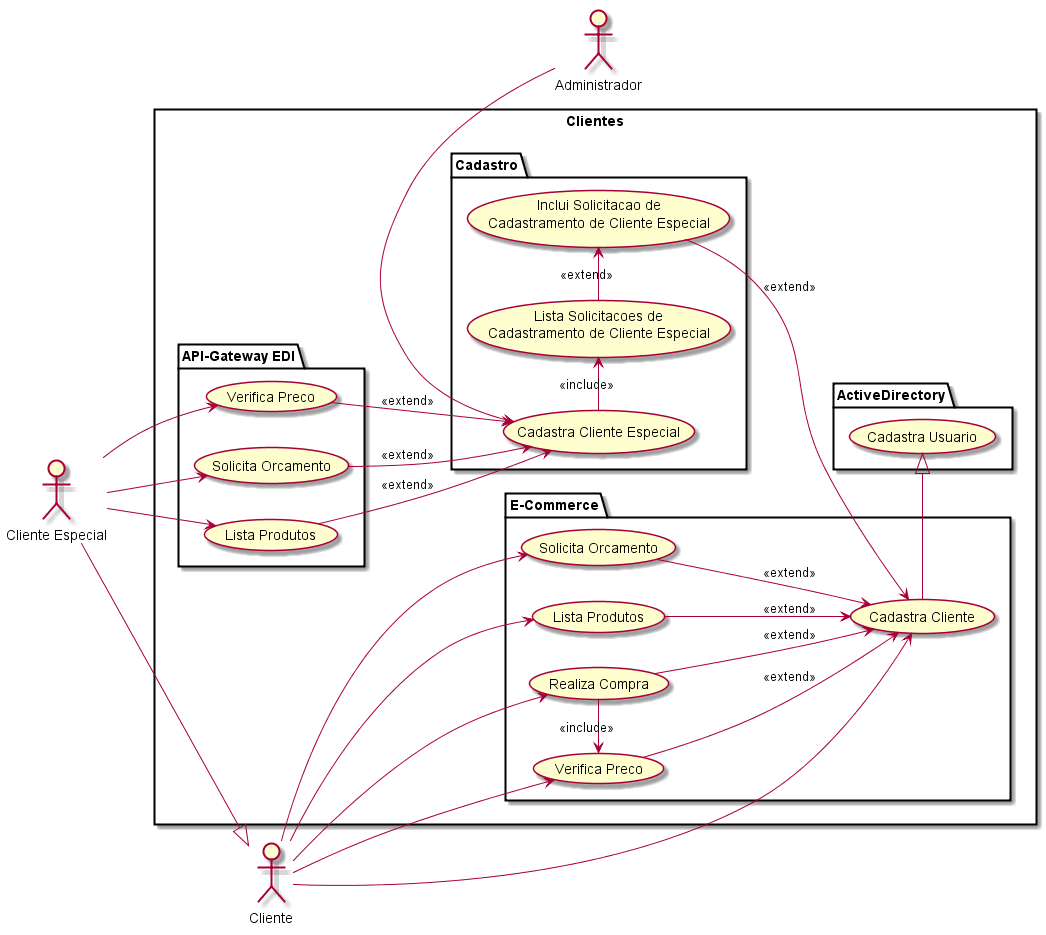 Administrador
Clientes
Cadastro
Inclui Solicitacao de
Cadastramento de Cliente Especial
«extend»
«extend»
Lista Solicitacoes de
Cadastramento de Cliente Especial
API-Gateway EDI
«include»
ActiveDirectory
Verifica Preco
«extend»
Cadastra Cliente Especial
Cadastra Usuario
Solicita Orcamento
«extend»
«extend»
E-Commerce
Cliente Especial
Lista Produtos
Solicita Orcamento
«extend»
Lista Produtos
«extend»
Cadastra Cliente
«extend»
Realiza Compra
«extend»
«include»
Verifica Preco
Cliente